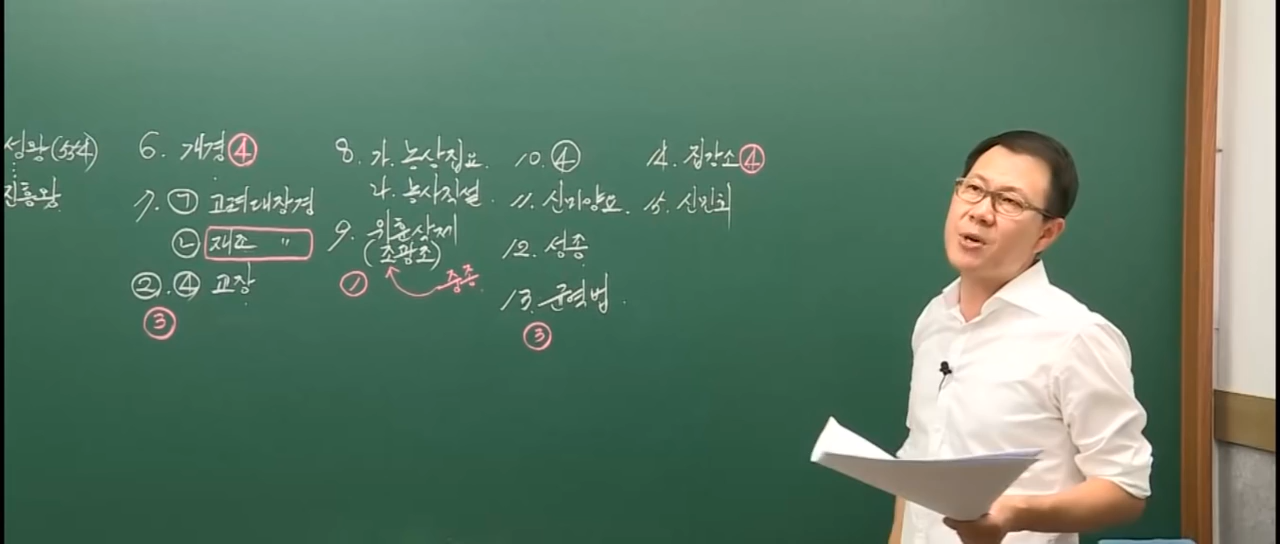 성왕(554)
진흥왕
6. 개경 ④
7. ㉠ 고려대장경
㉡ 재조 〃
②.④ 교장
③
8. 가. 농상집요.
나. 농사직설
9. 위훈삭제
(조광조)
① 중종
10. ④
11. 신미양요.
12. 성종
13. 균역법.
③
14. 집강소 ④
15. 신민회